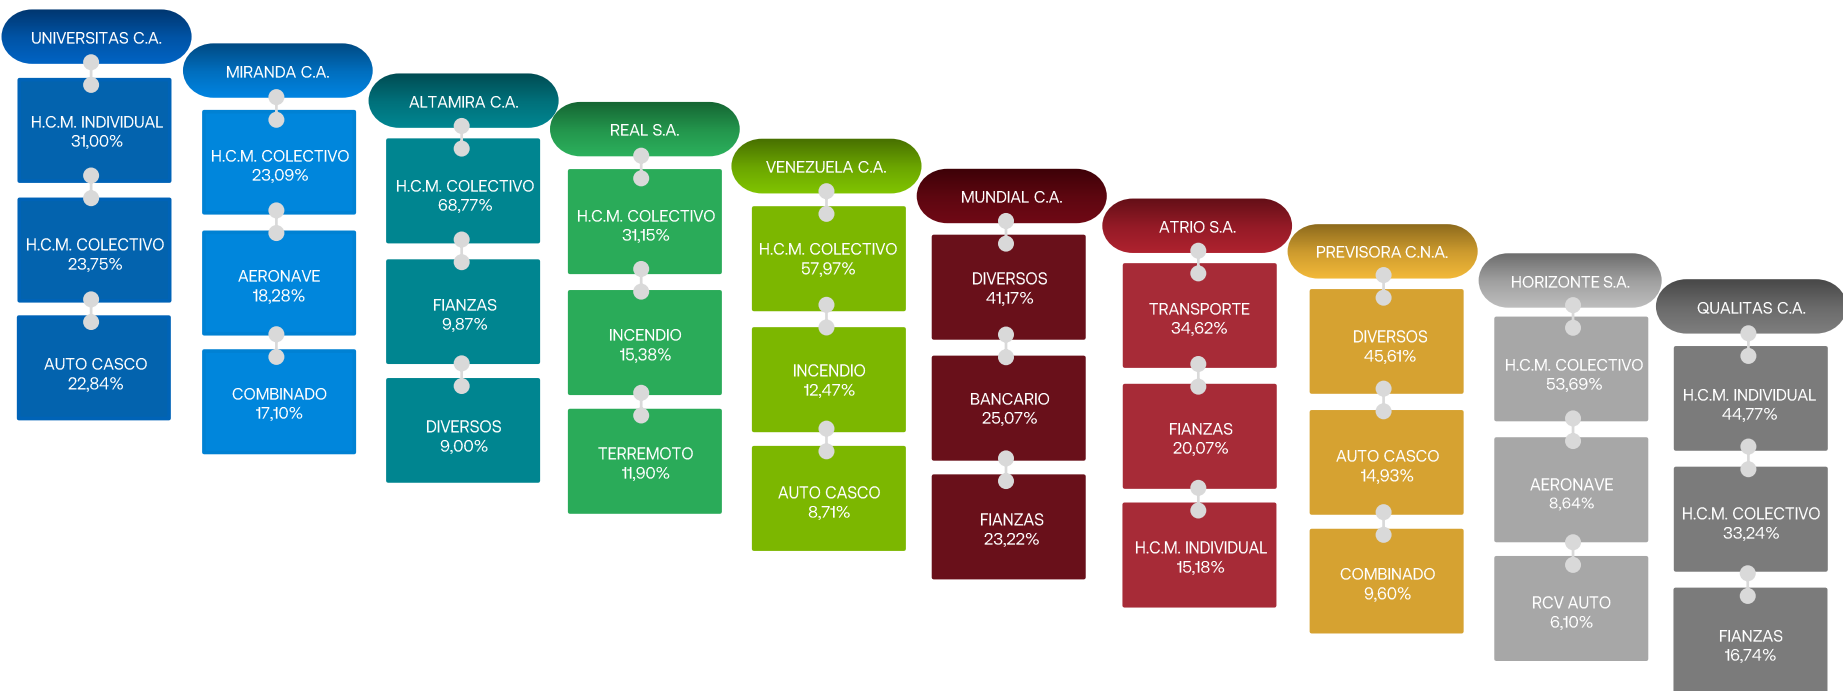 UNIVERSITAS C.A.
H.C.M. INDIVIDUAL
31,00%
H.C.M. COLECTIVO
23,75%
AUTO CASCO
22,84%
MIRANDA C.A.
H.C.M. COLECTIVO
23,09%
AERONAVE
18,28%
COMBINADO
17,10%
ALTAMIRA C.A.
H.C.M. COLECTIVO
68,77%
FIANZAS
9,87%
DIVERSOS
9,00%
REAL S.A.
H.C.M. COLECTIVO
31,15%
INCENDIO
15,38%
TERREMOTO
11,90%
VENEZUELA C.A.
H.C.M. COLECTIVO
57,97%
INCENDIO
12,47%
AUTO CASCO
8,71%
MUNDIAL C.A.
DIVERSOS
41,17%
BANCARIO
25,07%
FIANZAS
23,22%
ATRIO S.A.
TRANSPORTE
34,62%
FIANZAS
20,07%
H.C.M. INDIVIDUAL
15,18%
PREVISORA C.N.A.
DIVERSOS
45,61%
AUTO CASCO
14,93%
COMBINADO
9,60%
HORIZONTE S.A.
H.C.M. COLECTIVO
53,69%
AERONAVE
8,64%
RCV AUTO
6,10%
QUALITAS C.A.
H.C.M. INDIVIDUAL
44,77%
H.C.M. COLECTIVO
33,24%
FIANZAS
16,74%